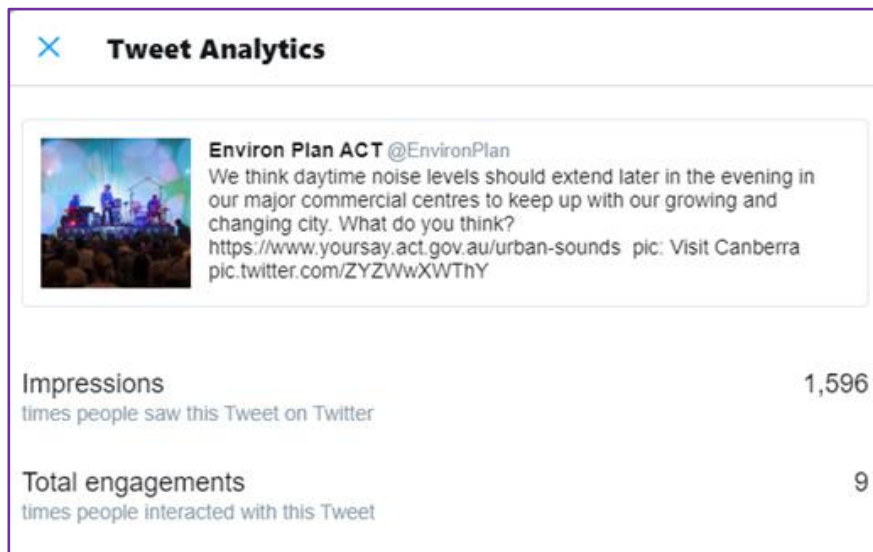 Tweet Analytics
Environ Plan ACT @EnvironPlan
We think daytime noise levels should extend later in the evening in
our major commercial centres to keep up with our growing and
changing city. What do you think?
https://www.yoursay.act.gov.au/urban-sounds pic: Visit Canberra
pic.twitter.com/ZYZWwXWThY
Impressions 1,596
times people saw this Tweet on Twitter
Total engagements 9
times people interacted with this Tweet